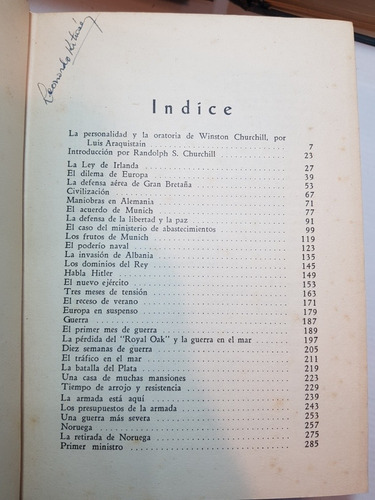 Leonardo
Indice
La personalidad y la oratoria de Winston Churchill, por
Luis Araquistain 7
Introducción por Randolph S. Churchill 23
La Ley de Irlanda 27
El dilema de Europa 39
La defensa aérea de Gran Bretaña 53
Civilización 67
Maniobras en Alemania 71
El acuerdo de Munich 77
La defensa de la libertad y la paz 91
El caso del ministerio de abastecimientos 99
Los frutos de Munich 119
El poderío naval 123
La invasión de Albania 135
Los dominios del Rey 145
Habla Hitler 149
El nuevo ejército 153
Tres meses de tensión 163
El receso de verano 171
Europa en suspenso 179
Guerra 187
El primer mes de guerra 189
La pérdida del "Royal Oak" y la guerra en el mar 197
Diez semanas de guerra 205
El tráfico en el mar 211
La batalla del Plata 219
Una casa de muchas mansiones 223
Tiempo de arrojo y resistencia 229
La armada está aquí 239
Los presupuestos de la armada 243
Una guerra más severa 253
Noruega 257
La retirada de Noruega 275
Primer ministro 285